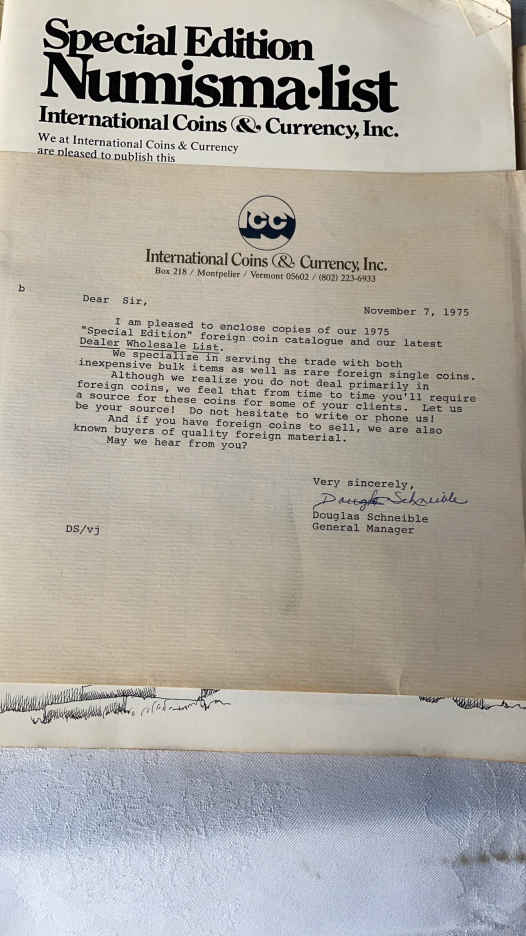 Special Edition
Numisma·list
International Coins & Currency, Inc.
We at International Coins & Currency
are pleased to publish this
ICC
International Coins & Currency, Inc.
Box 218 / Montpelier / Vermont 05602 / (802) 223-6933
b
Dear Sir,
November 7, 1975
I am pleased to enclose copies of our 1975
"Special Edition" foreign coin catalogue and our latest
Dealer Wholesale List.
We specialize in serving the trade with both
inexpensive bulk items as well as rare foreign single coins.
Although we realize you do not deal primarily in
foreign coins, we feel that from time to time you'll require
a source for these coins for some of your clients. Let us
be your source! Do not hesitate to write or phone us!
And if you have foreign coins to sell, we are also
known buyers of quality foreign material.
May we hear from you?
Very sincerely,
Douglas Schneible
Douglas Schneible
General Manager
DS/vj